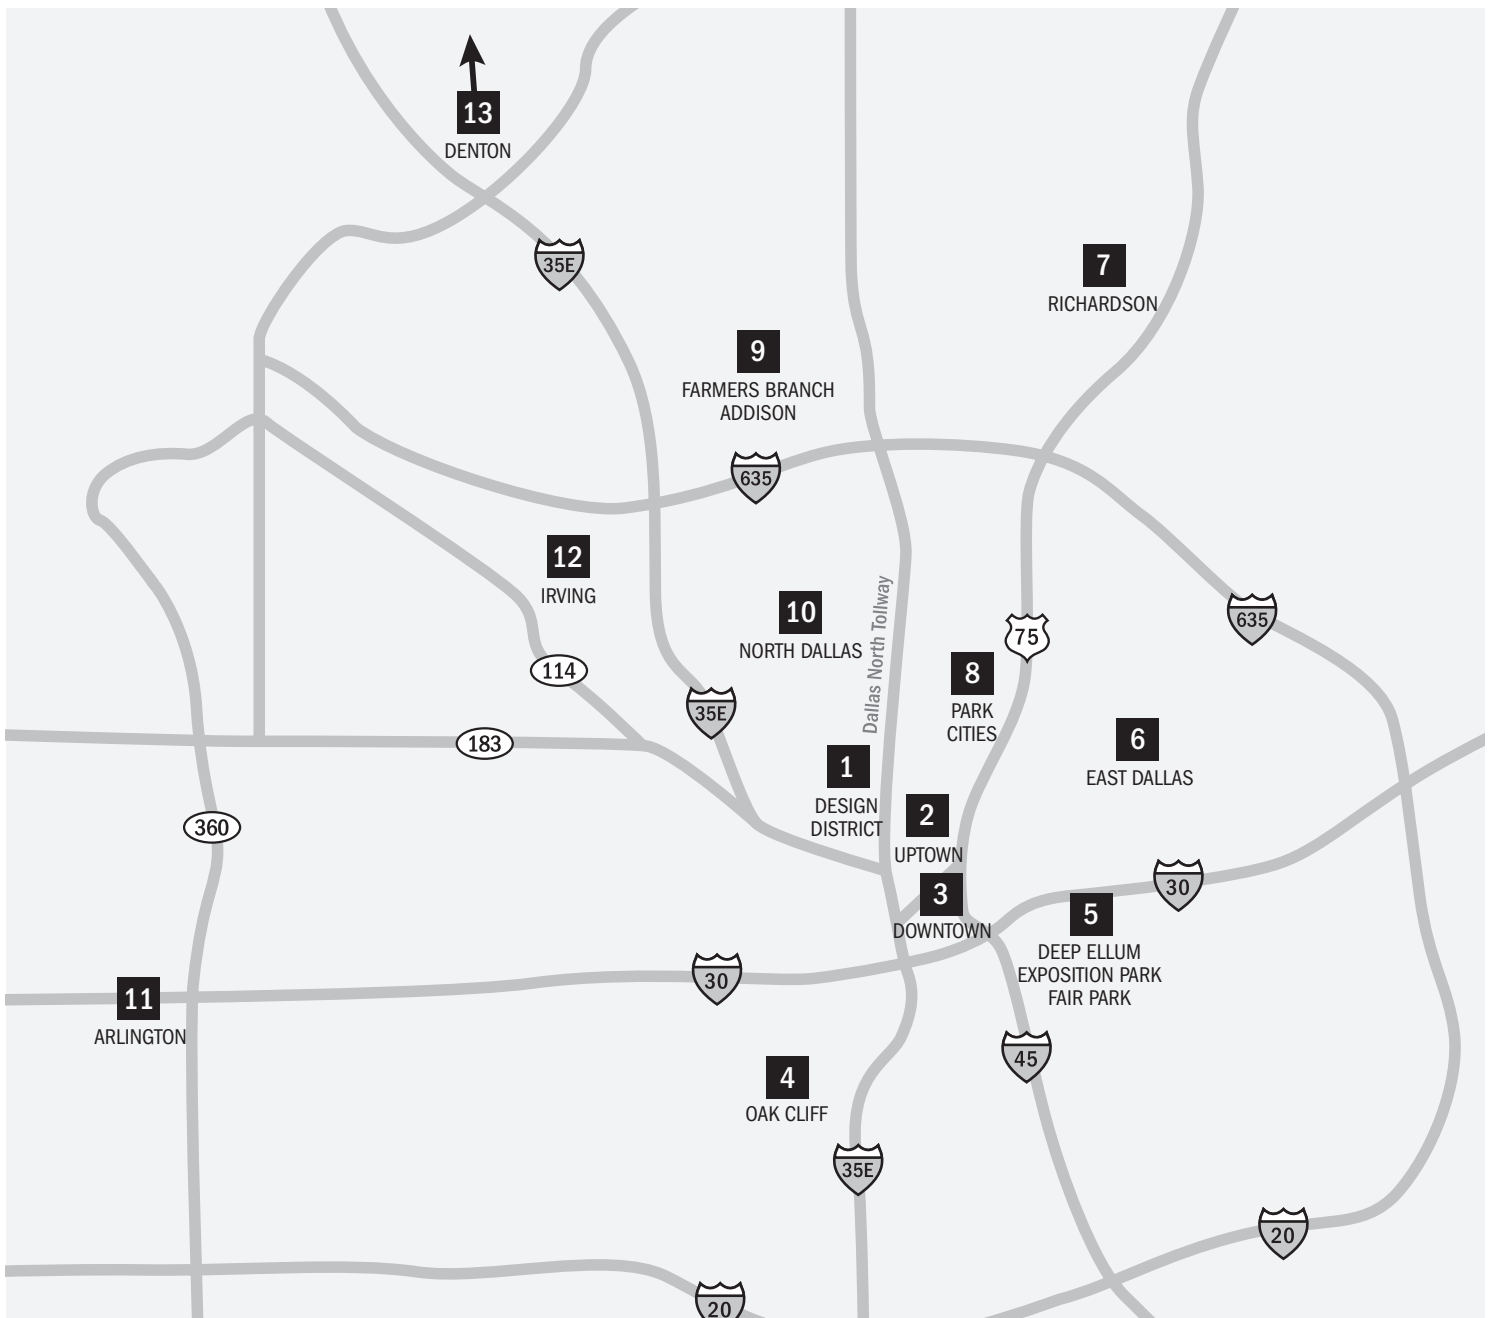 13
DENTON
35E
7
RICHARDSON
9
FARMERS BRANCH
ADDISON
635
12
IRVING
10
NORTH DALLAS
Dallas North Tollway
635
75
114
8
PARK
CITIES
35E
183
6
EAST DALLAS
1
DESIGN
DISTRICT
2
UPTOWN
360
30
3
DOWNTOWN
5
DEEP ELLUM
EXPOSITION PARK
FAIR PARK
30
11
ARLINGTON
45
4
OAK CLIFF
35E
20
20